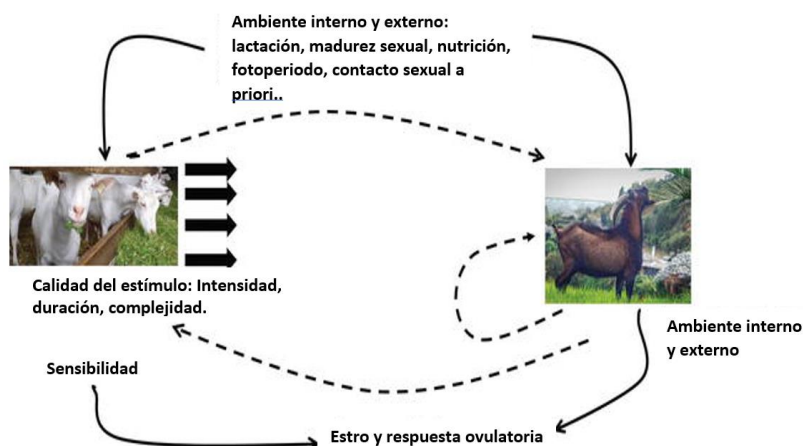 Ambiente interno y externo:
lactación, madurez sexual, nutrición,
fotoperiodo, contacto sexual a
priori..
Calidad del estímulo: Intensidad,
duración, complejidad.
Ambiente interno
y externo
Sensibilidad
Estro y respuesta ovulatoria